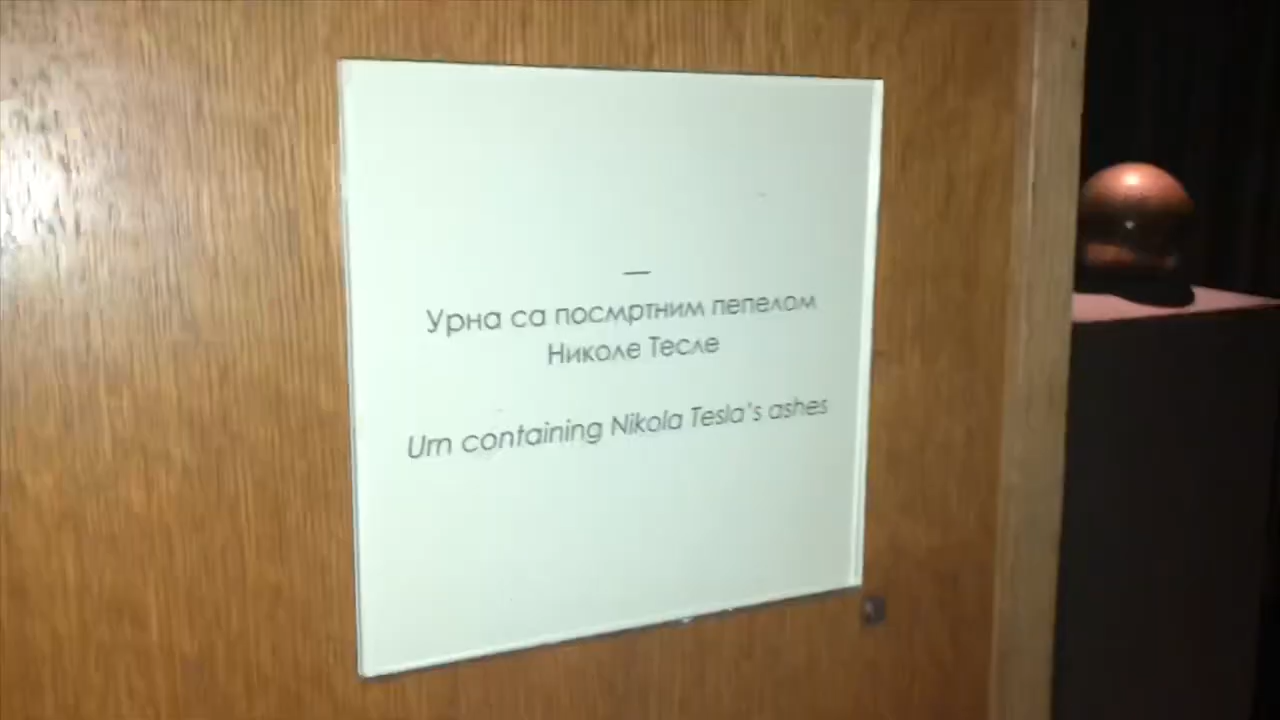 —
Урна са посмртним пепелом
Николе Тесле
Urn containing Nikola Tesla's ashes